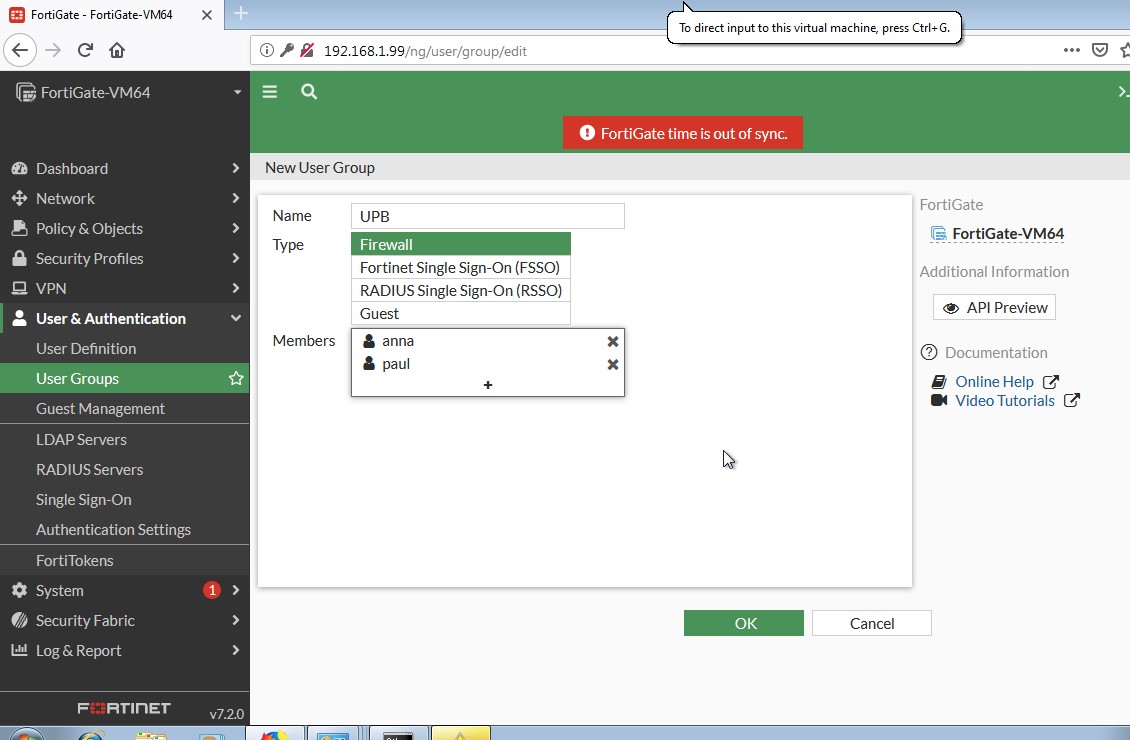 FortiGate - FortiGate-VM64
To direct input to this virtual machine, press Ctrl+G.
192.168.1.99/ng/user/group/edit
FortiGate-VM64
FortiGate time is out of sync.
Dashboard
Network
Policy & Objects
Security Profiles
VPN
User & Authentication
User Definition
User Groups
Guest Management
LDAP Servers
RADIUS Servers
Single Sign-On
Authentication Settings
FortiTokens
System 1
Security Fabric
Log & Report
FORTINET v7.2.0
New User Group
Name UPB
Type Firewall
Fortinet Single Sign-On (FSSO)
RADIUS Single Sign-On (RSSO)
Guest
Members anna
paul
+
OK Cancel
FortiGate
FortiGate-VM64
Additional Information
API Preview
Documentation
Online Help
Video Tutorials